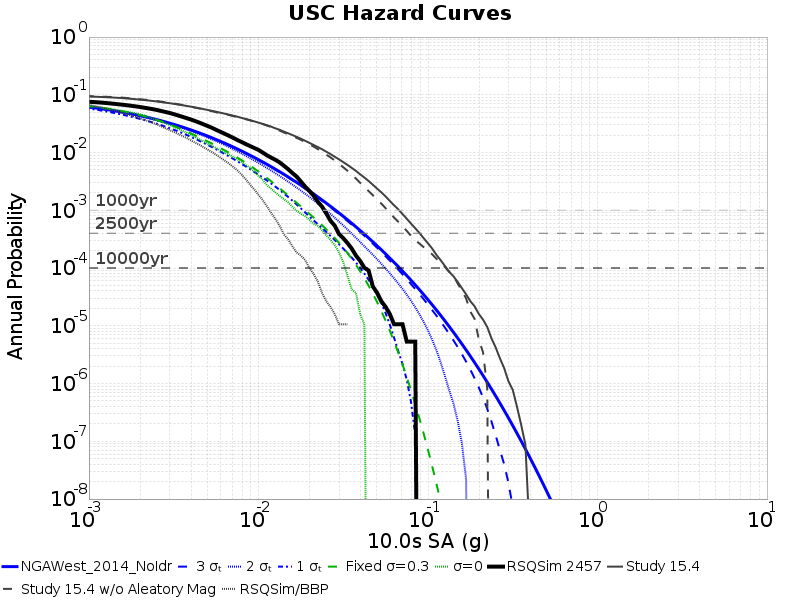 USC Hazard Curves
Annual Probability
10^0
10^-1
10^-2
10^-3
10^-4
10^-5
10^-6
10^-7
10^-8
1000yr
2500yr
10000yr
10^-3
10^-2
10^-1
10^0
10^1
10.0s SA (g)
NGAWest_2014_NoIdr 3 σₜ 2 σₜ 1 σₜ Fixed σ=0.3 σ=0 RSQSim 2457 Study 15.4
Study 15.4 w/o Aleatory Mag RSQSim/BBP